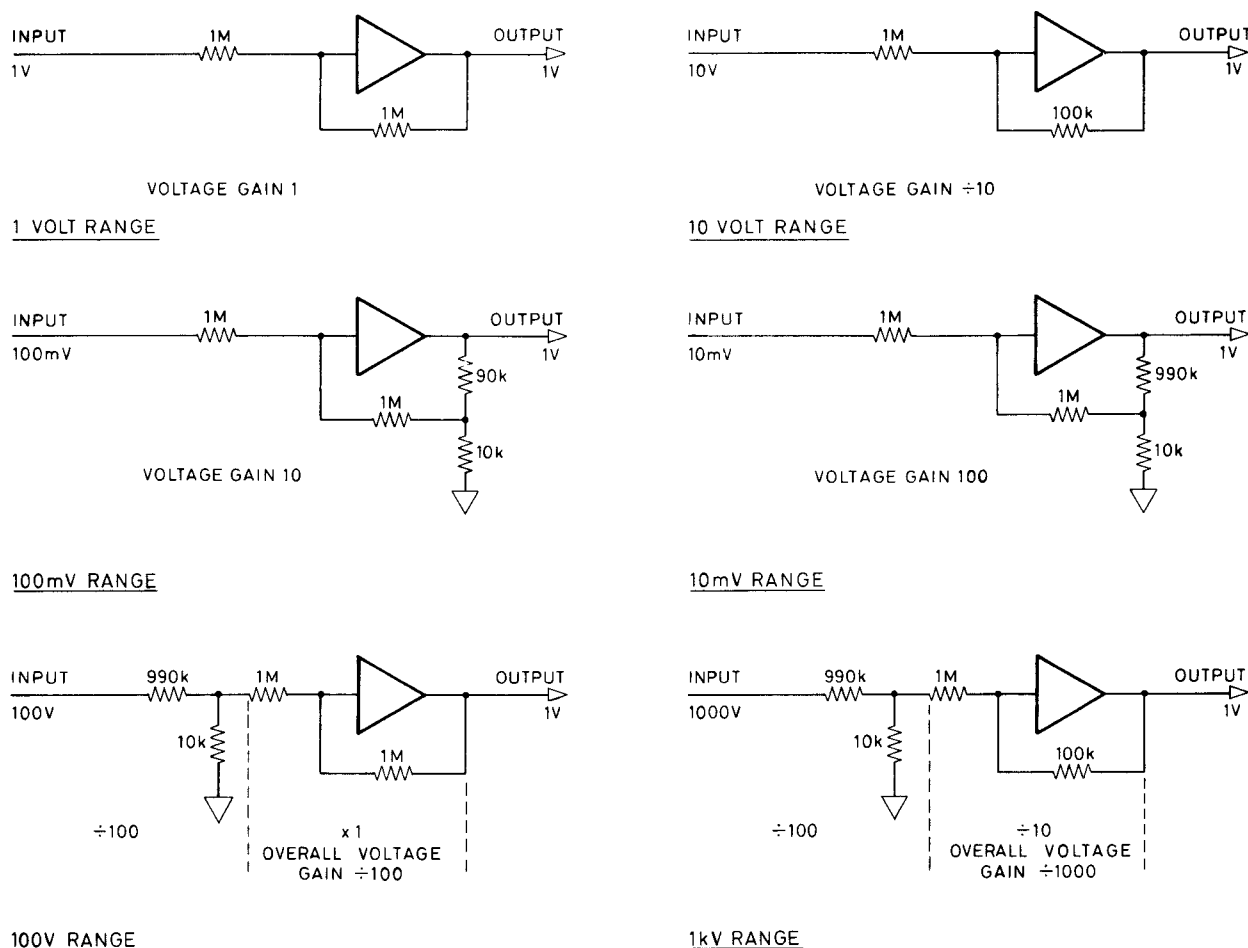 INPUT
1V
1M
1M
OUTPUT
1V
VOLTAGE GAIN 1
1 VOLT RANGE
INPUT
10V
1M
100k
OUTPUT
1V
VOLTAGE GAIN ÷10
10 VOLT RANGE
INPUT
100mV
1M
1M
90k
10k
OUTPUT
1V
VOLTAGE GAIN 10
100mV RANGE
INPUT
10mV
1M
1M
990k
10k
OUTPUT
1V
VOLTAGE GAIN 100
10mV RANGE
INPUT
100V
990k
10k
1M
1M
OUTPUT
1V
÷100
x1
OVERALL VOLTAGE
GAIN ÷100
100V RANGE
INPUT
1000V
990k
10k
1M
100k
OUTPUT
1V
÷100
÷10
OVERALL VOLTAGE
GAIN ÷1000
1kV RANGE